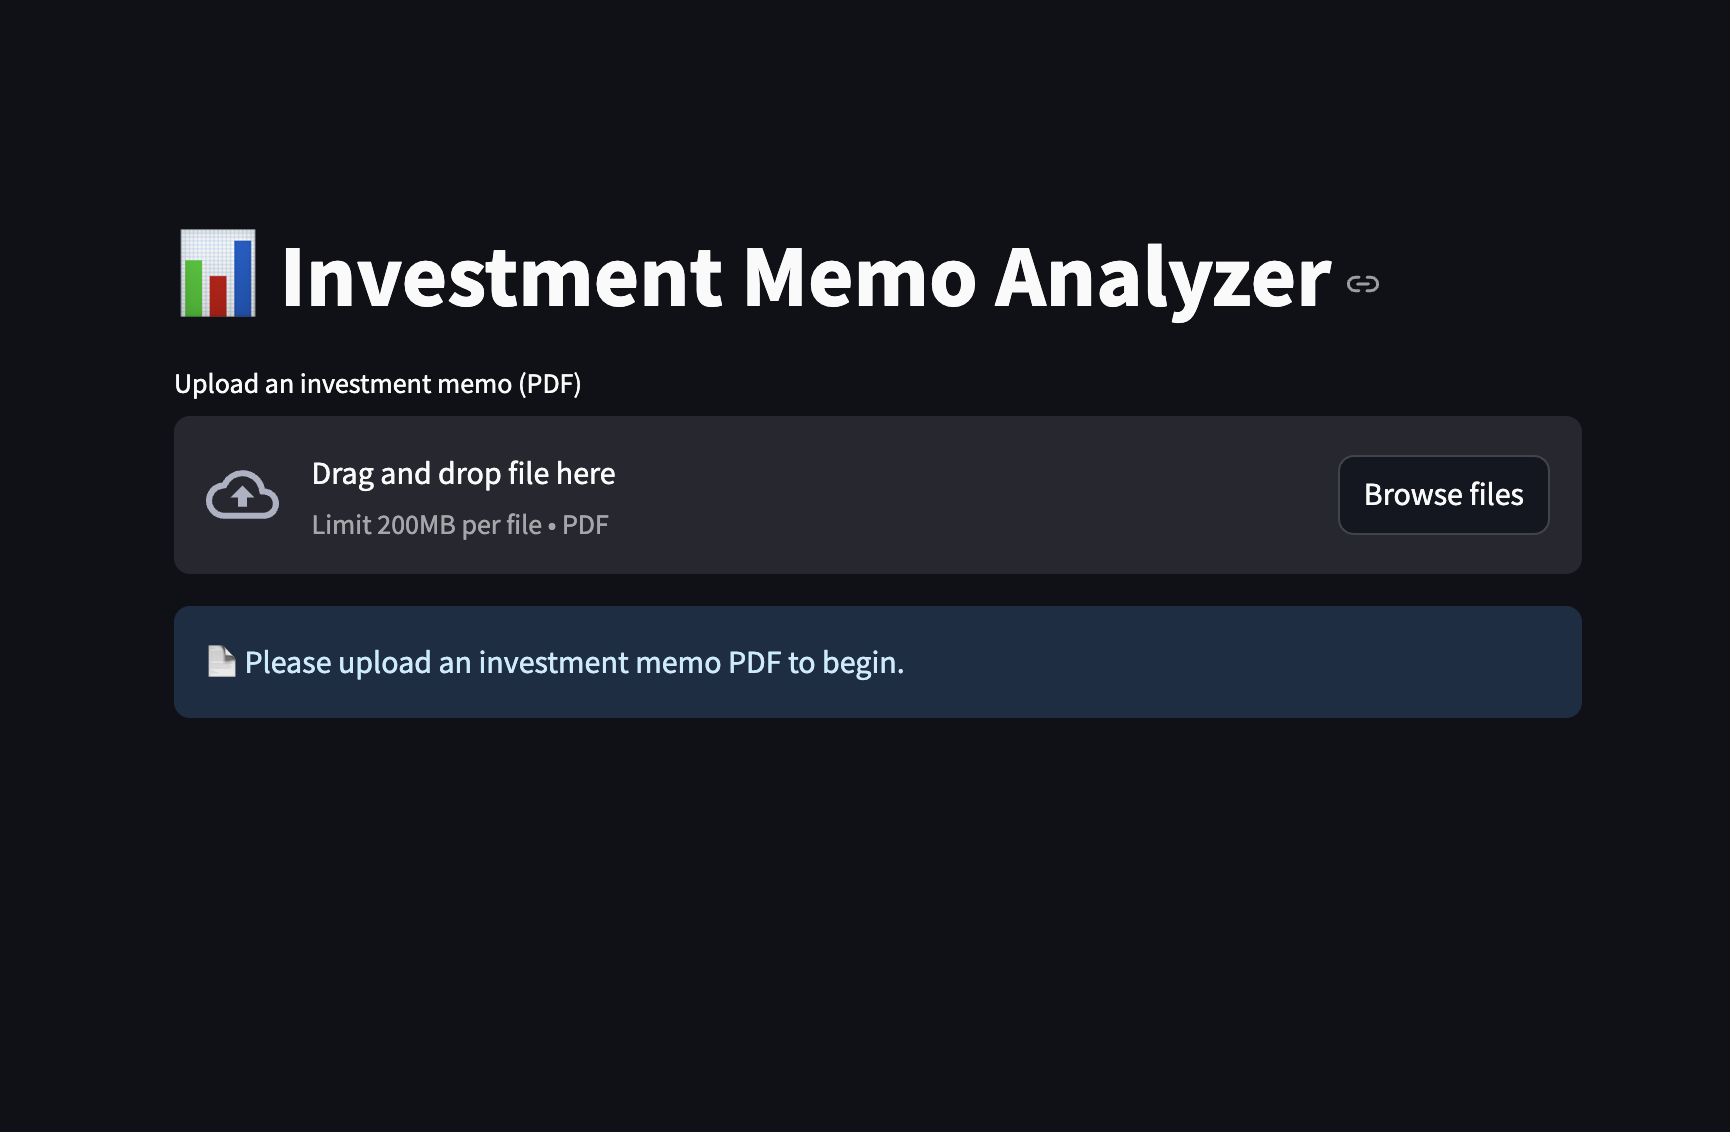 Investment Memo Analyzer
Upload an investment memo (PDF)
Drag and drop file here
Limit 200MB per file • PDF
Browse files
Please upload an investment memo PDF to begin.